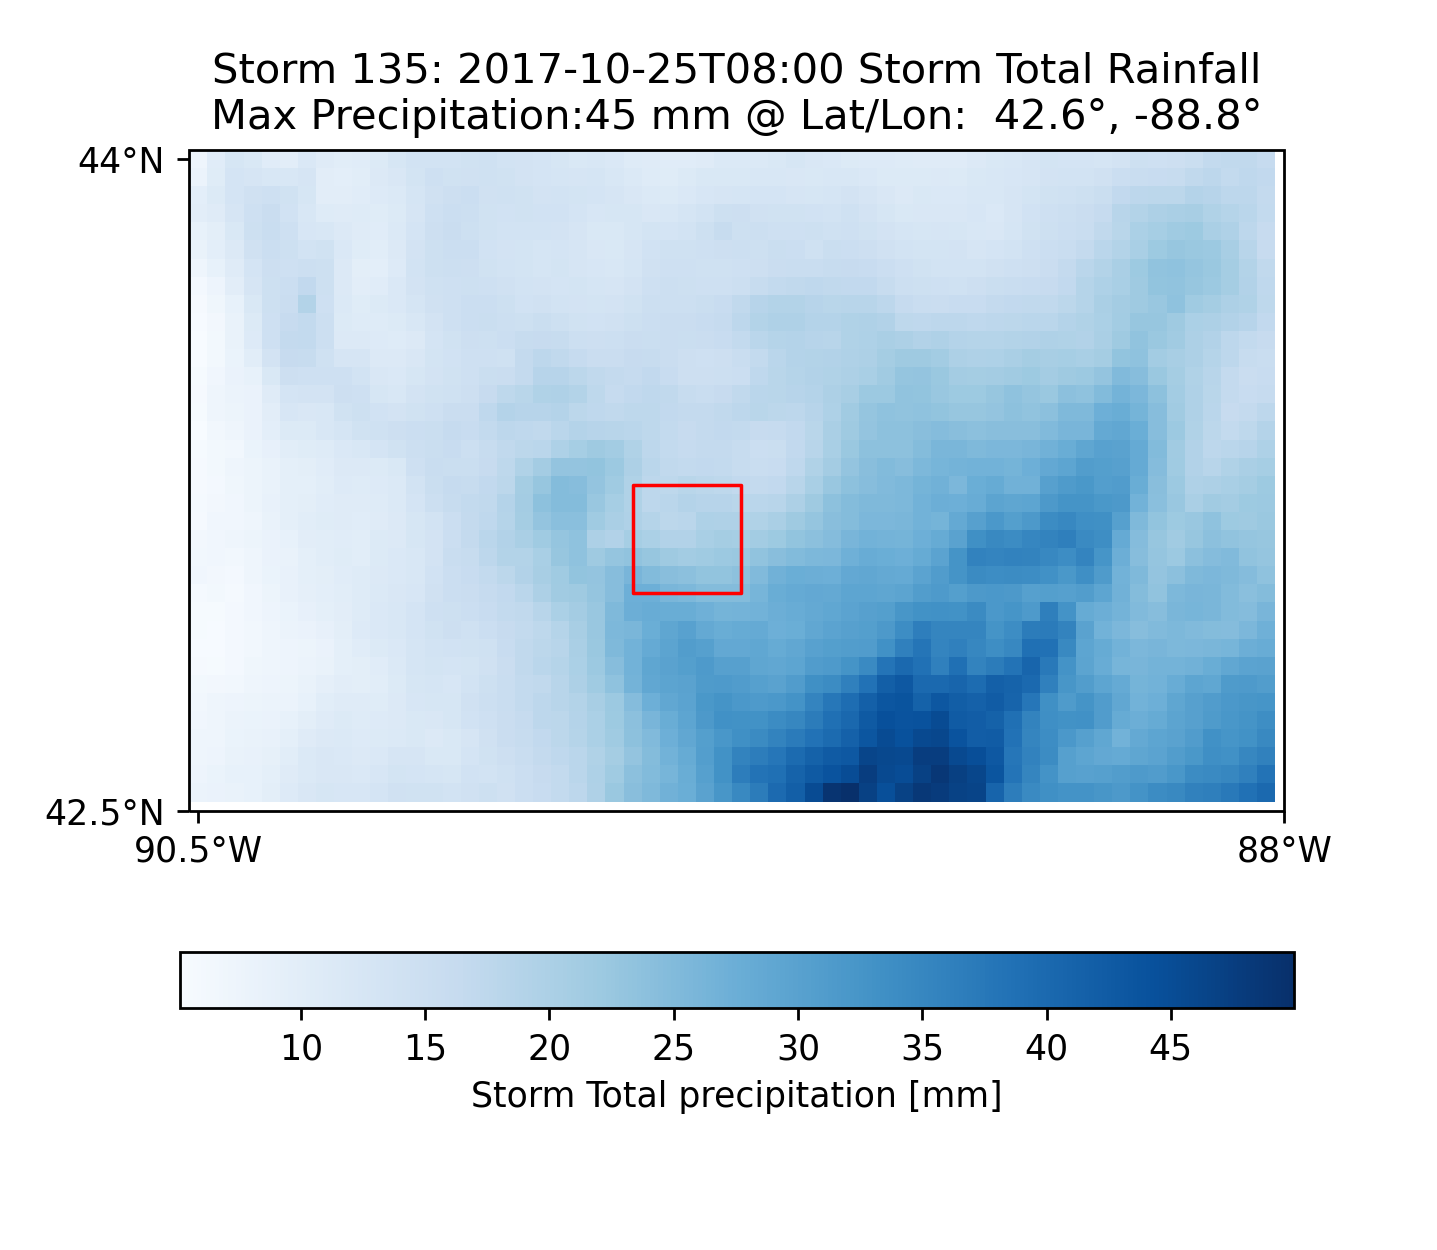 Storm 135: 2017-10-25T08:00 Storm Total Rainfall
Max Precipitation:45 mm @ Lat/Lon:  42.6°, -88.8°
44°N
42.5°N
90.5°W 88°W
10 15 20 25 30 35 40 45
Storm Total precipitation [mm]